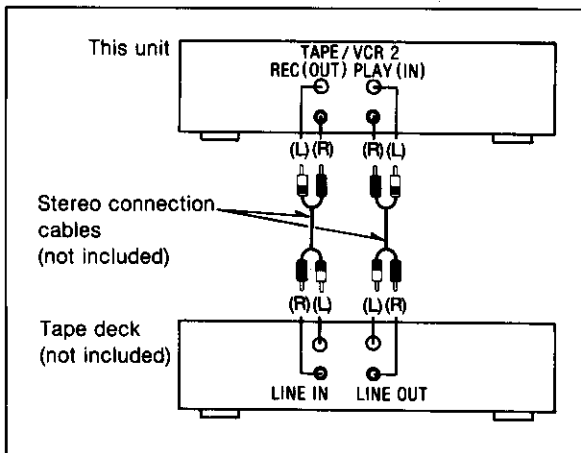 This unit
TAPE/VCR 2
REC(OUT) PLAY(IN)
(L) (R) (R) (L)
Stereo connection
cables
(not included)
(R) (L) (L) (R)
Tape deck
(not included)
LINE IN LINE OUT